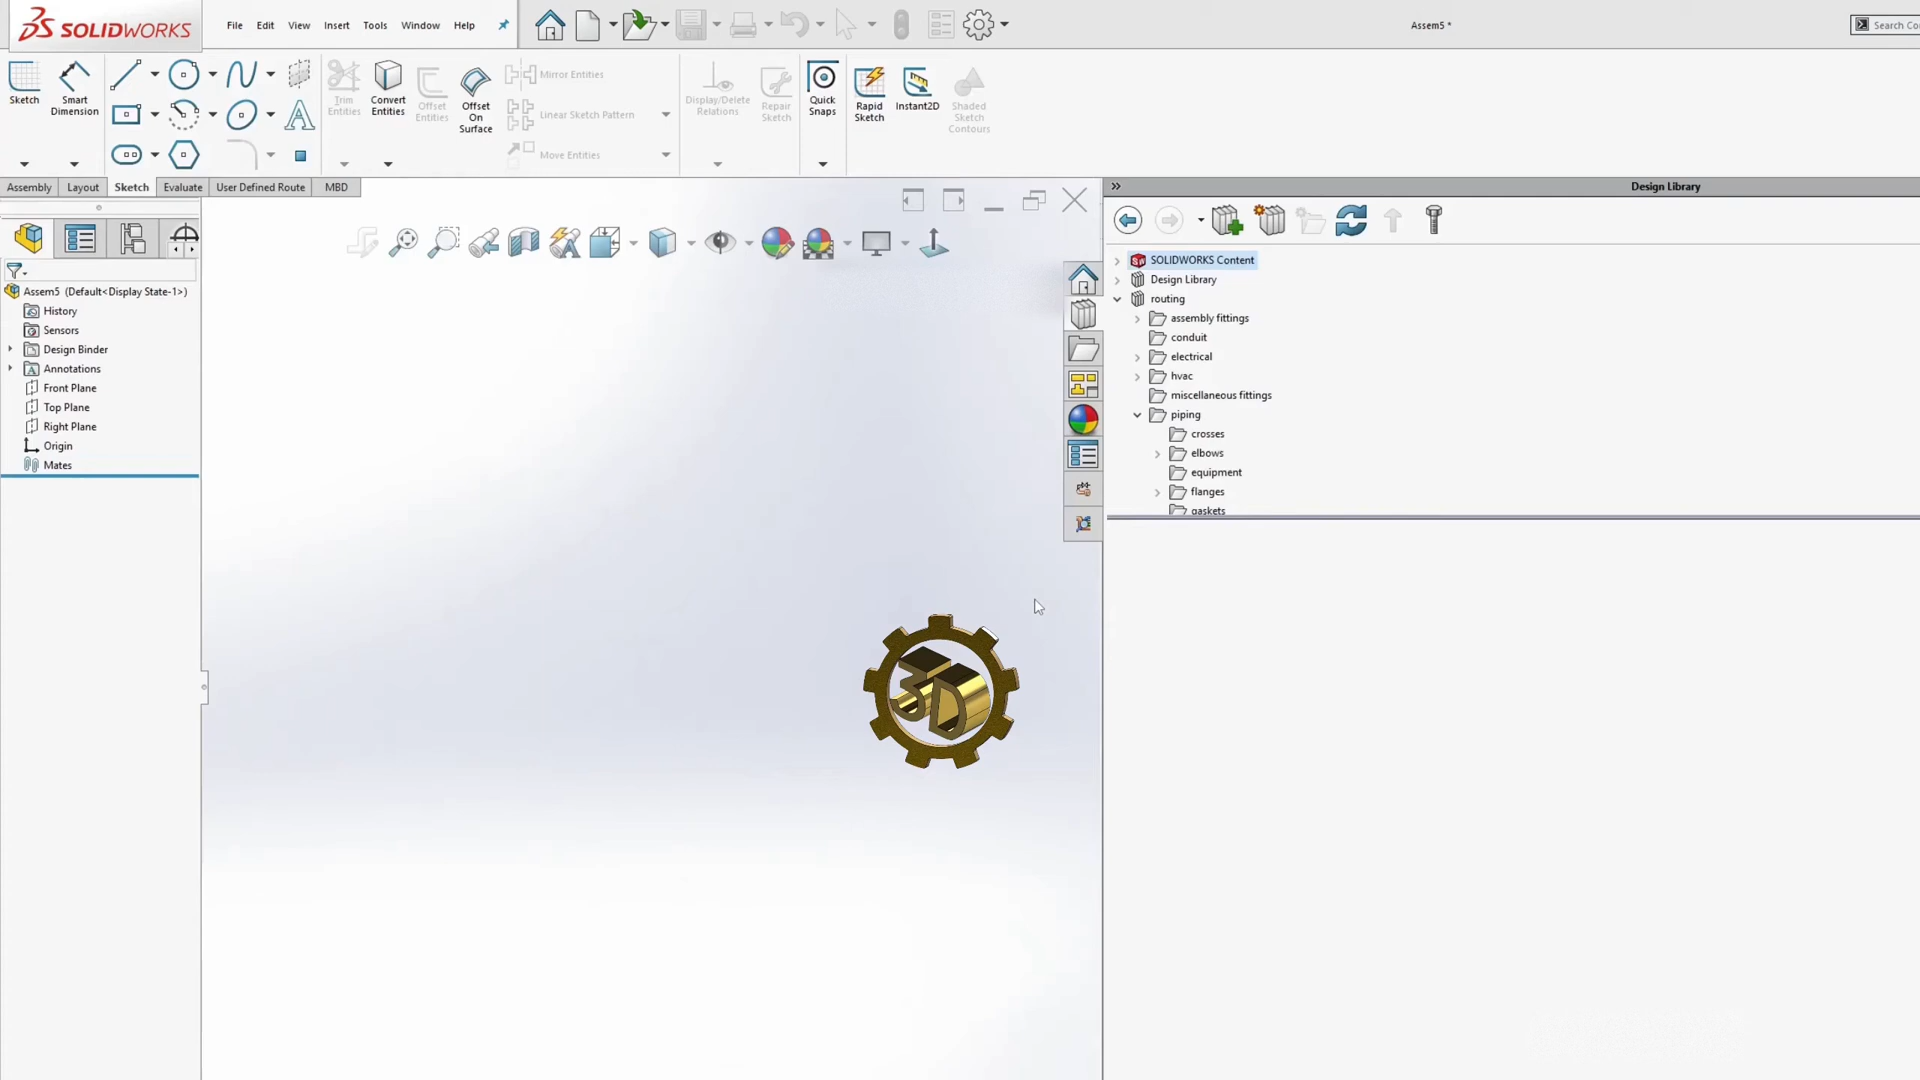 SOLIDWORKS
File Edit View Insert Tools Window Help
Assem5 *
Search Co
Sketch
Smart Dimension
Trim Entities
Convert Entities
Offset Entities
Offset On Surface
Mirror Entities
Linear Sketch Pattern
Move Entities
Display/Delete Relations
Repair Sketch
Quick Snaps
Rapid Sketch
Instant2D
Shaded Sketch Contours
Assembly Layout Sketch Evaluate User Defined Route MBD
Design Library
Assem5 (Default<Display State-1>)
History
Sensors
Design Binder
Annotations
Front Plane
Top Plane
Right Plane
Origin
Mates
SOLIDWORKS Content
Design Library
routing
assembly fittings
conduit
electrical
hvac
miscellaneous fittings
piping
crosses
elbows
equipment
flanges
gaskets
3D